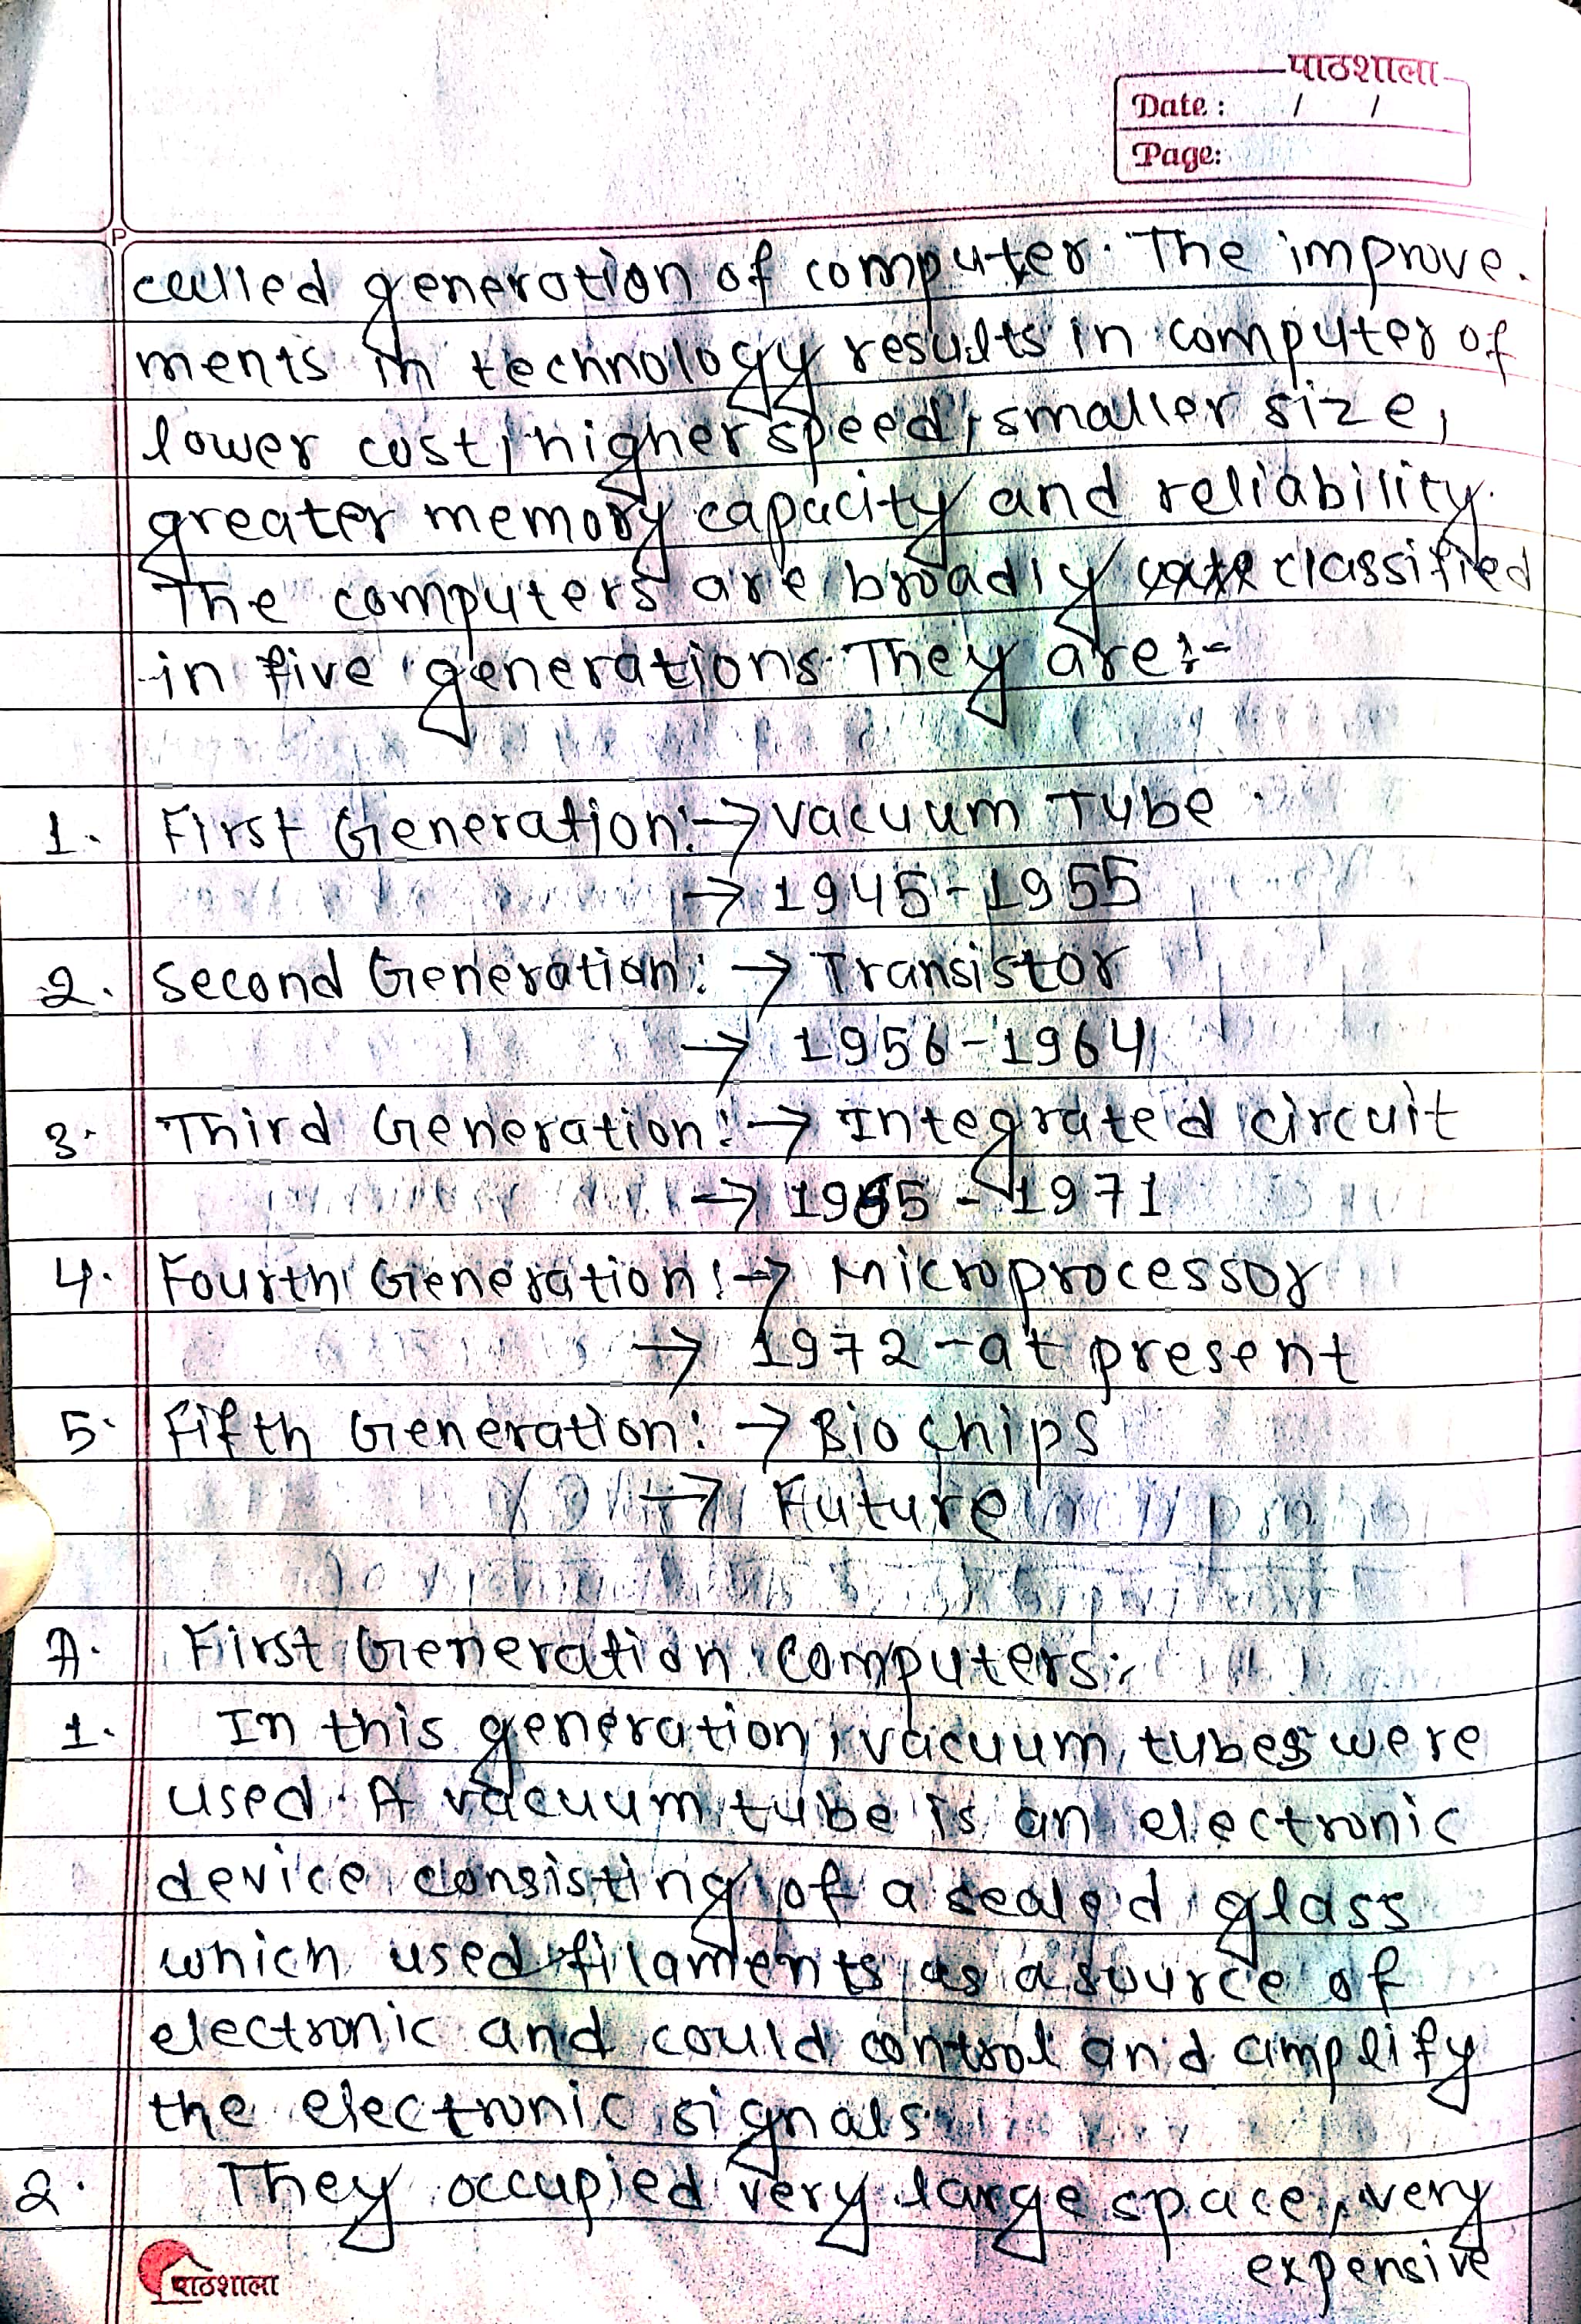 पाठशाला
Date : / /
Page:
P
called generation of computer. The improve-
ments in technology results in computer of
lower cost, higher speed, smaller size,
greater memory capacity and reliability.
The computers are broadly classified
in five generations. They are:-
1. First Generation:→ Vacuum Tube
→ 1945-1955
2. Second Generation: → Transistor
→ 1956-1964
3. Third Generation:→ Integrated circuit
→ 1965-1971
4. Fourth Generation:→ Microprocessor
→ 1972-at present
5. Fifth Generation: → Bio chips
→ Future
A. First Generation Computers:
1. In this generation, vacuum tubes were
used. A vacuum tube is an electronic
device consisting of a sealed glass
which used filaments as a source of
electronic and could control and amplify
the electronic signals.
2. They occupied very large space, very
expensive
पाठशाला